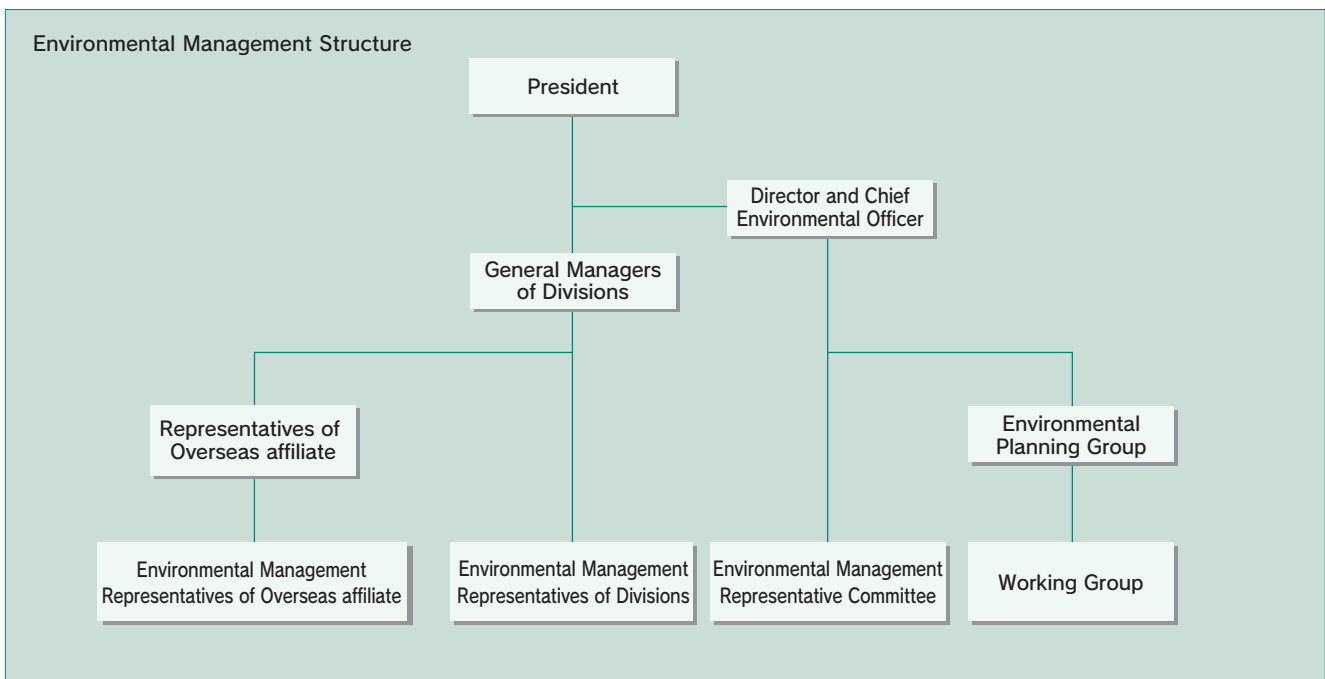 Environmental Management Structure
President
Director and Chief
Environmental Officer
General Managers
of Divisions
Representatives of
Overseas affiliate
Environmental
Planning Group
Environmental Management
Representatives of Overseas affiliate
Environmental Management
Representatives of Divisions
Environmental Management
Representative Committee
Working Group